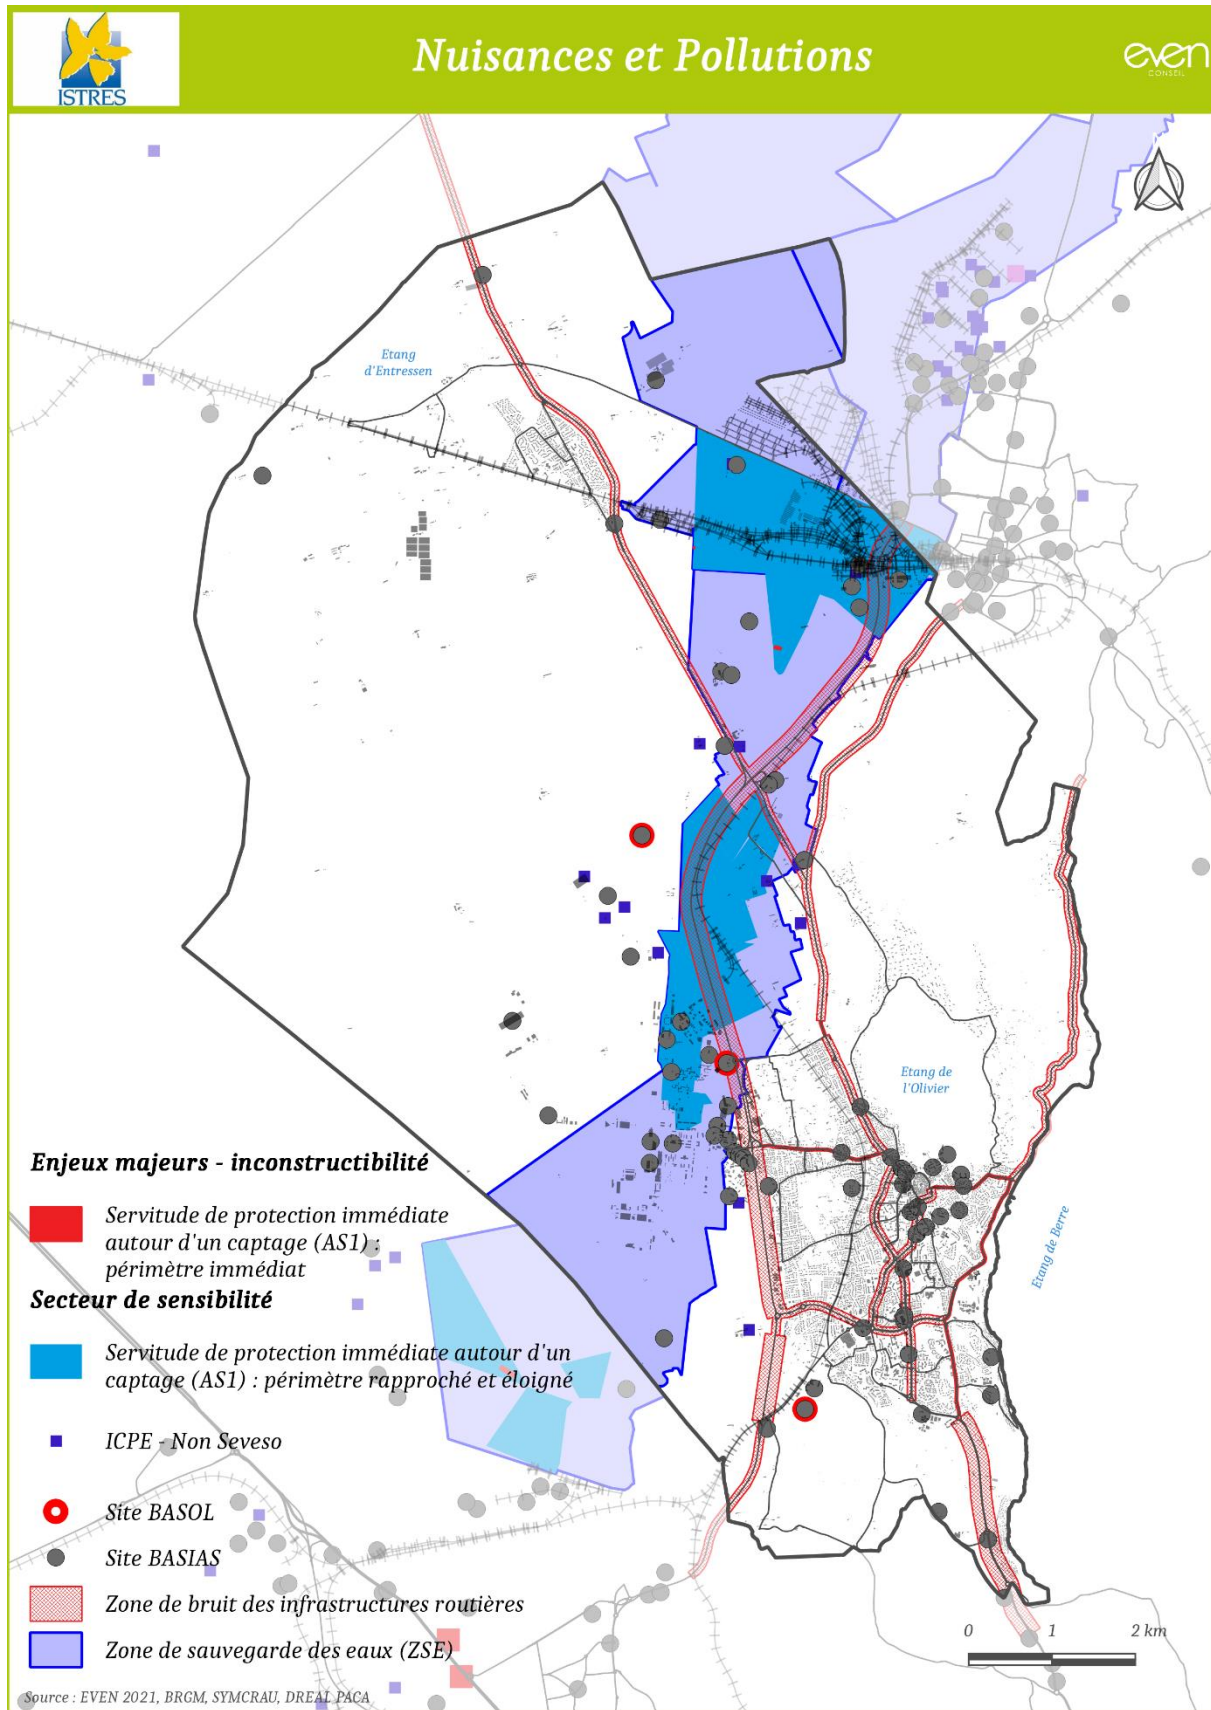 Nuisances et Pollutions
ISTRES
even
CONSEIL
Etang
d'Entressen
Etang de
l'Olivier
Etang de Berre
Enjeux majeurs - inconstructibilité
Servitude de protection immédiate
autour d'un captage (AS1) :
périmètre immédiat
Secteur de sensibilité
Servitude de protection immédiate autour d'un
captage (AS1) : périmètre rapproché et éloigné
ICPE - Non Seveso
Site BASOL
Site BASIAS
Zone de bruit des infrastructures routières
Zone de sauvegarde des eaux (ZSE)
0 1 2 km
Source : EVEN 2021, BRGM, SYMCRAU, DREAL PACA